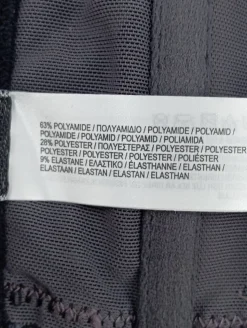 63% POLYAMIDE / ΠΟΛΥΑΜΙΔΙΟ / POLYAMIDE / POLYAMID /
POLYAMIDE / POLYAMID / POLYAMID / POLIAMIDA
28% POLYESTER / ΠΟΛΥΕΣΤΕΡΑΣ / POLYESTER / POLYESTER
/ POLYESTER / POLYESTER / POLYESTER / POLIÉSTER
9% ELASTANE / ΕΛΑΣΤΙΚΟ / ÉLASTHANNE / ELASTHAN /
ELASTAAN / ELASTAN / ELASTAN / ELASTHAN